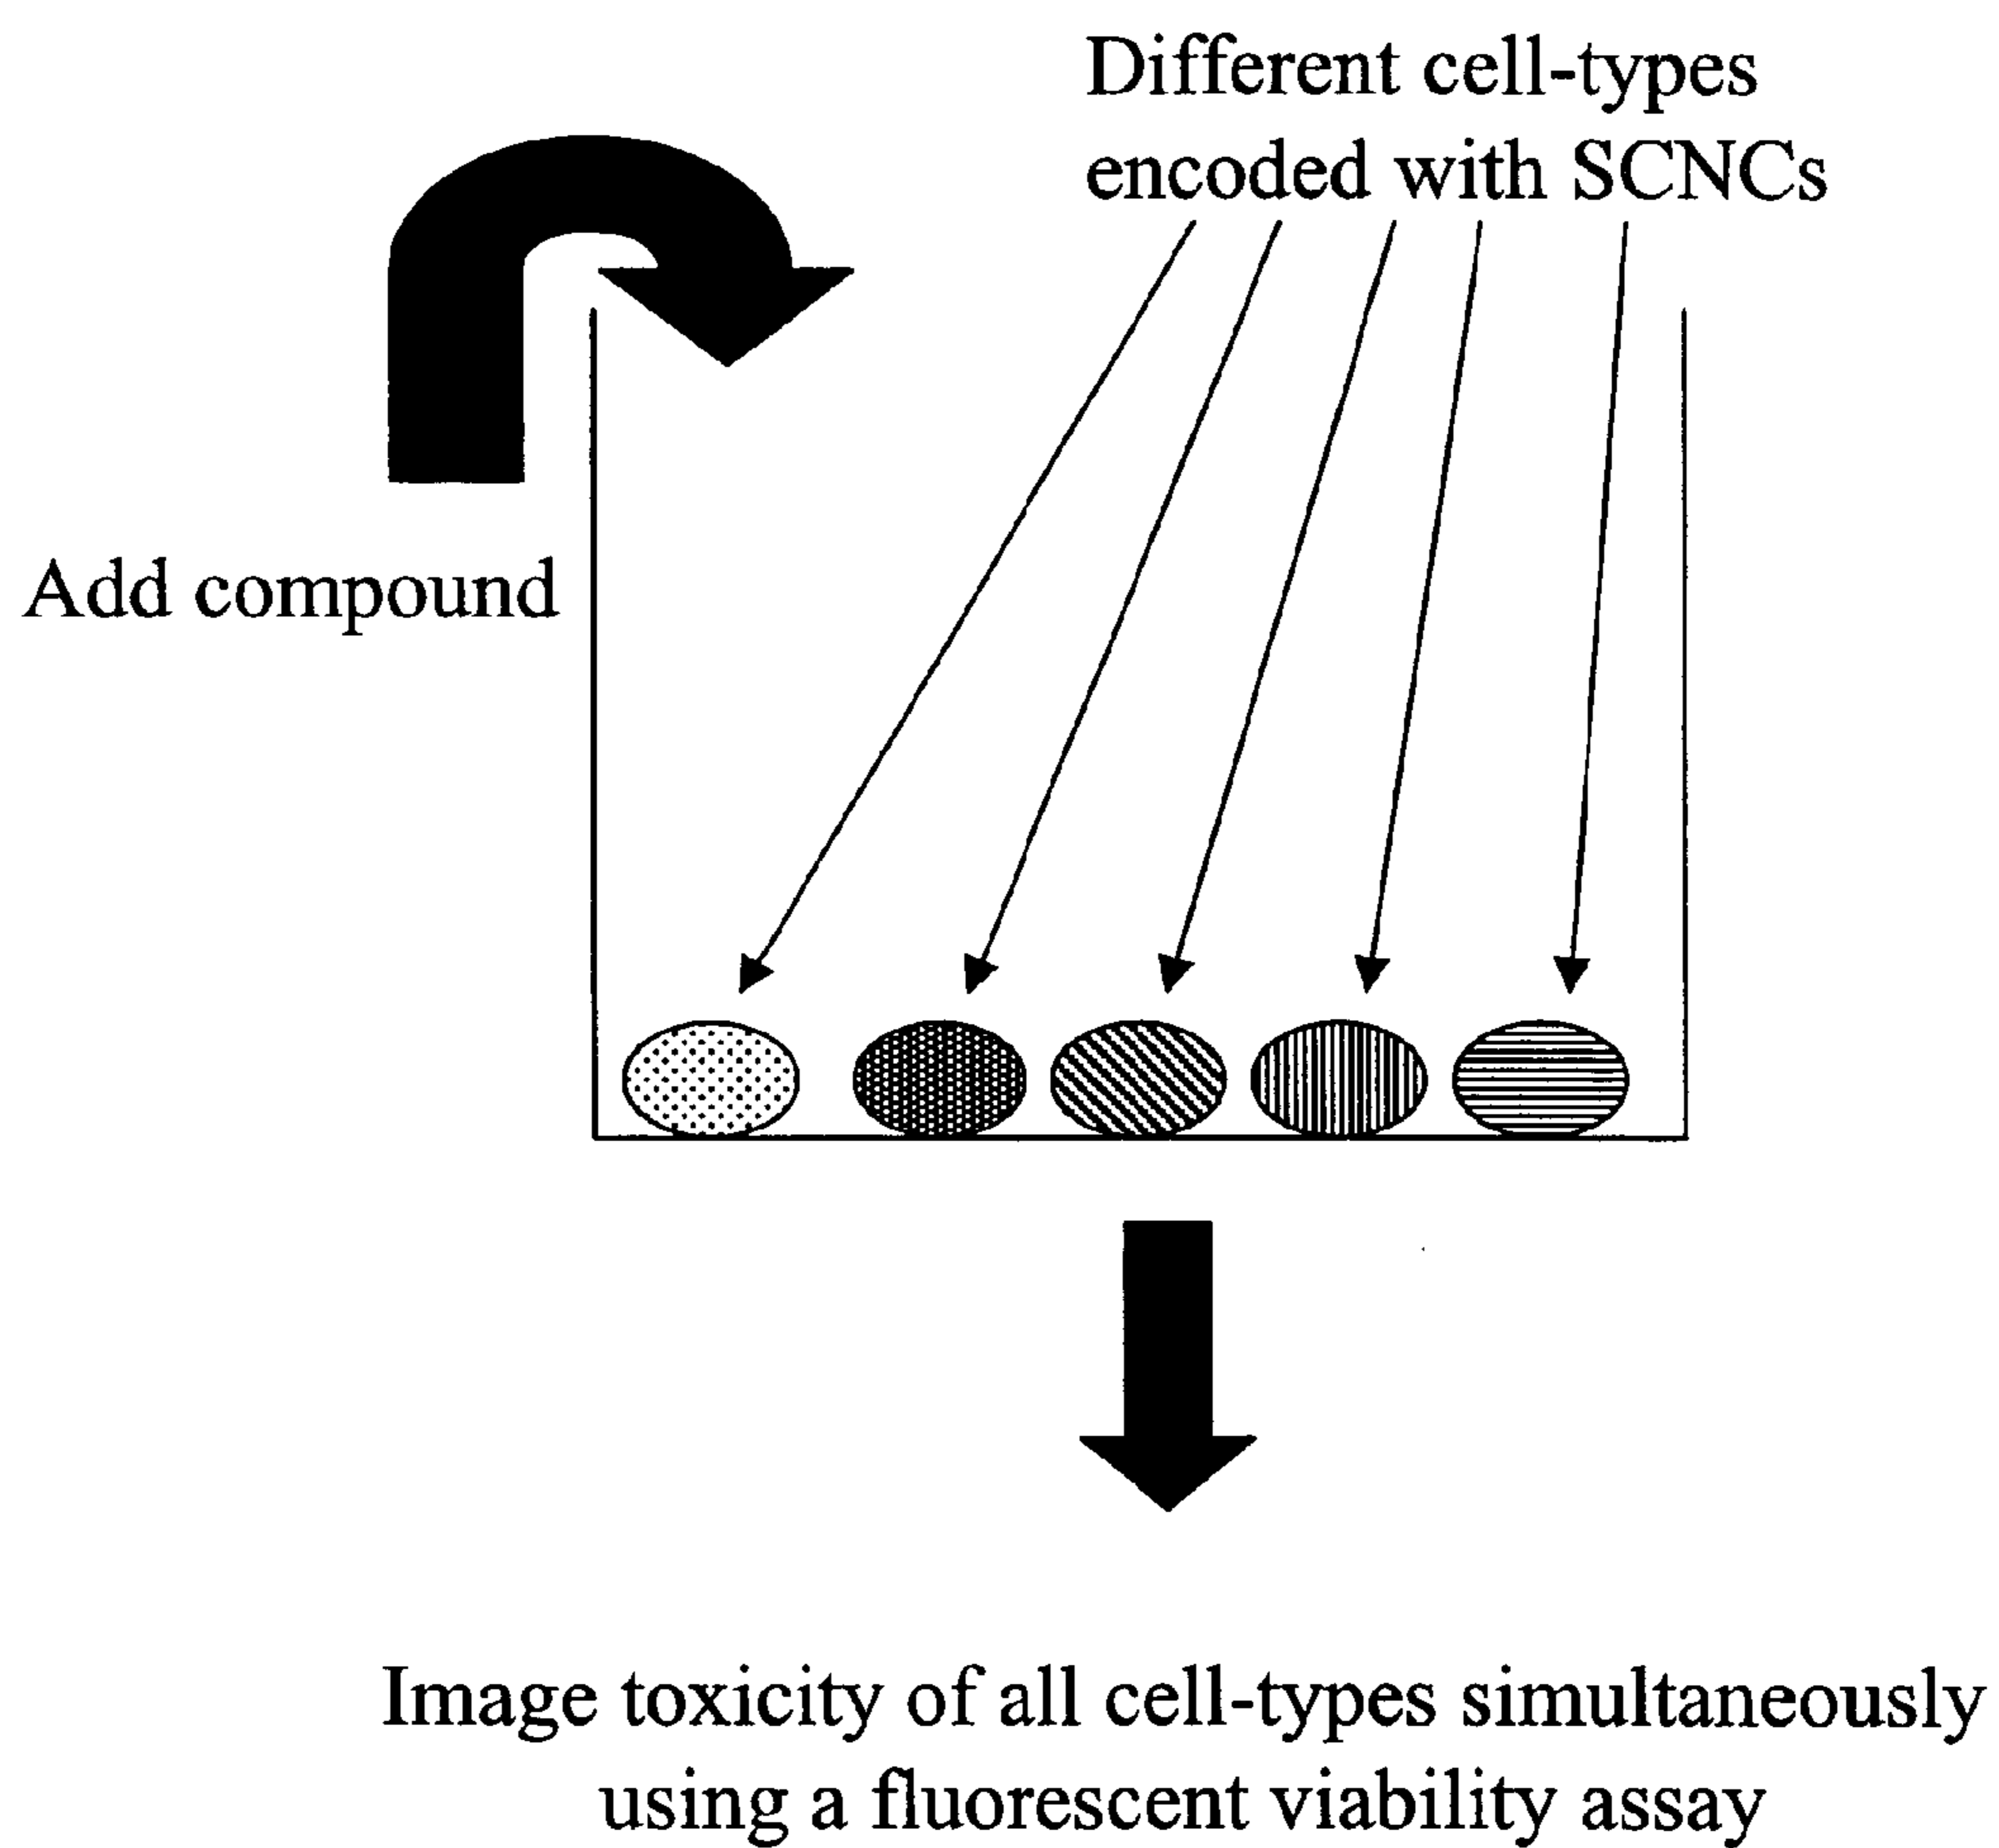 Different cell-types
encoded with SCNCs
Add compound
Image toxicity of all cell-types simultaneously
using a fluorescent viability assay